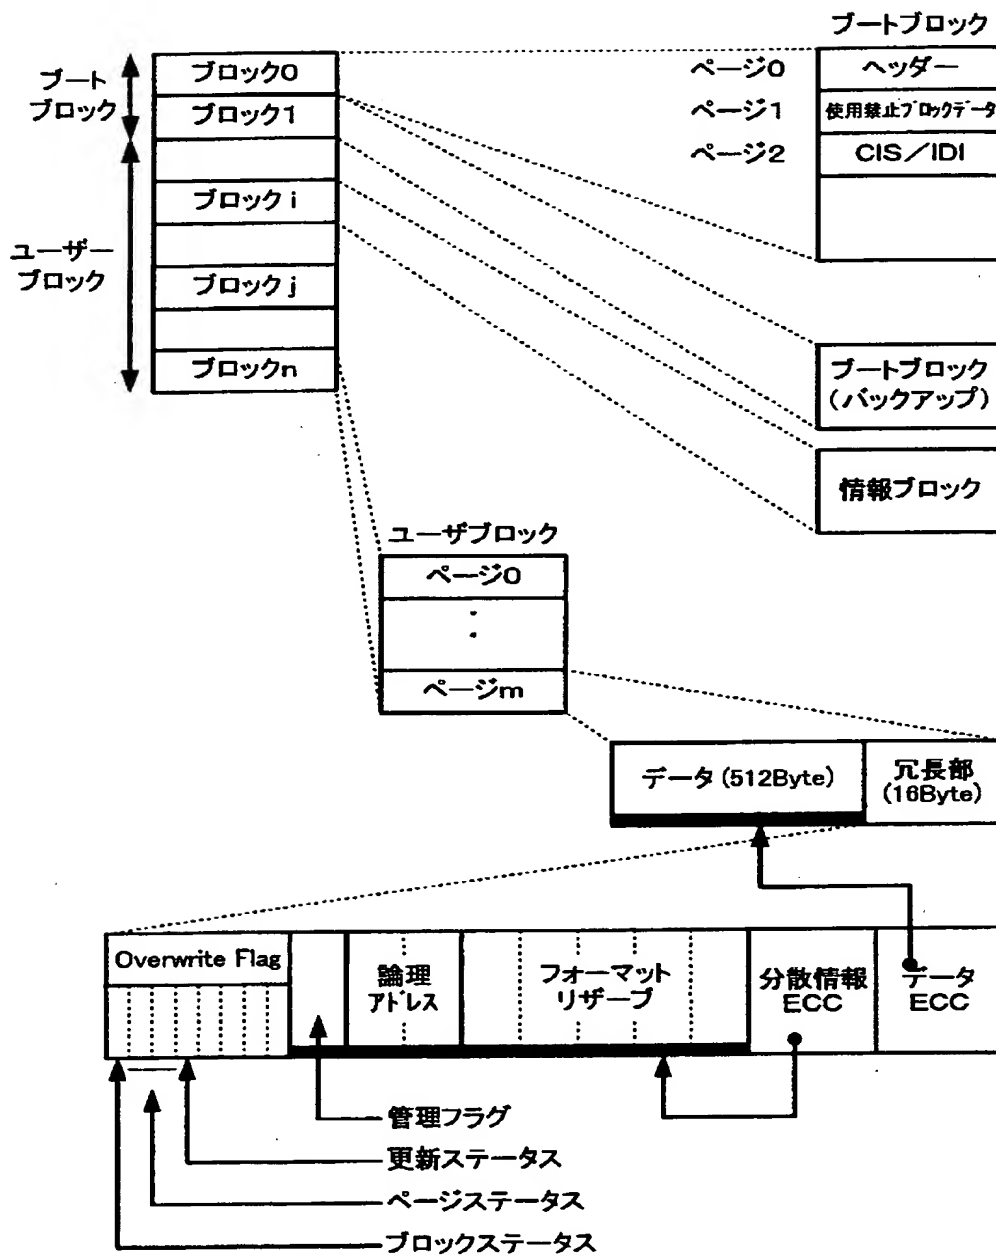 ブートブロック
ブート
ブロック
ブロック0
ページ0
ヘッダー
ブロック1
ページ1
使用禁止ブロックデータ
ページ2
CIS/IDI
ユーザー
ブロック
ブロックi
ブロックj
ブロックn
ブートブロック
(バックアップ)
情報ブロック
ユーザブロック
ページ0
ページm
データ(512Byte)
冗長部
(16Byte)
Overwrite Flag
論理
アドレス
フォーマット
リザーブ
分散情報
ECC
データ
ECC
管理フラグ
更新ステータス
ページステータス
ブロックステータス